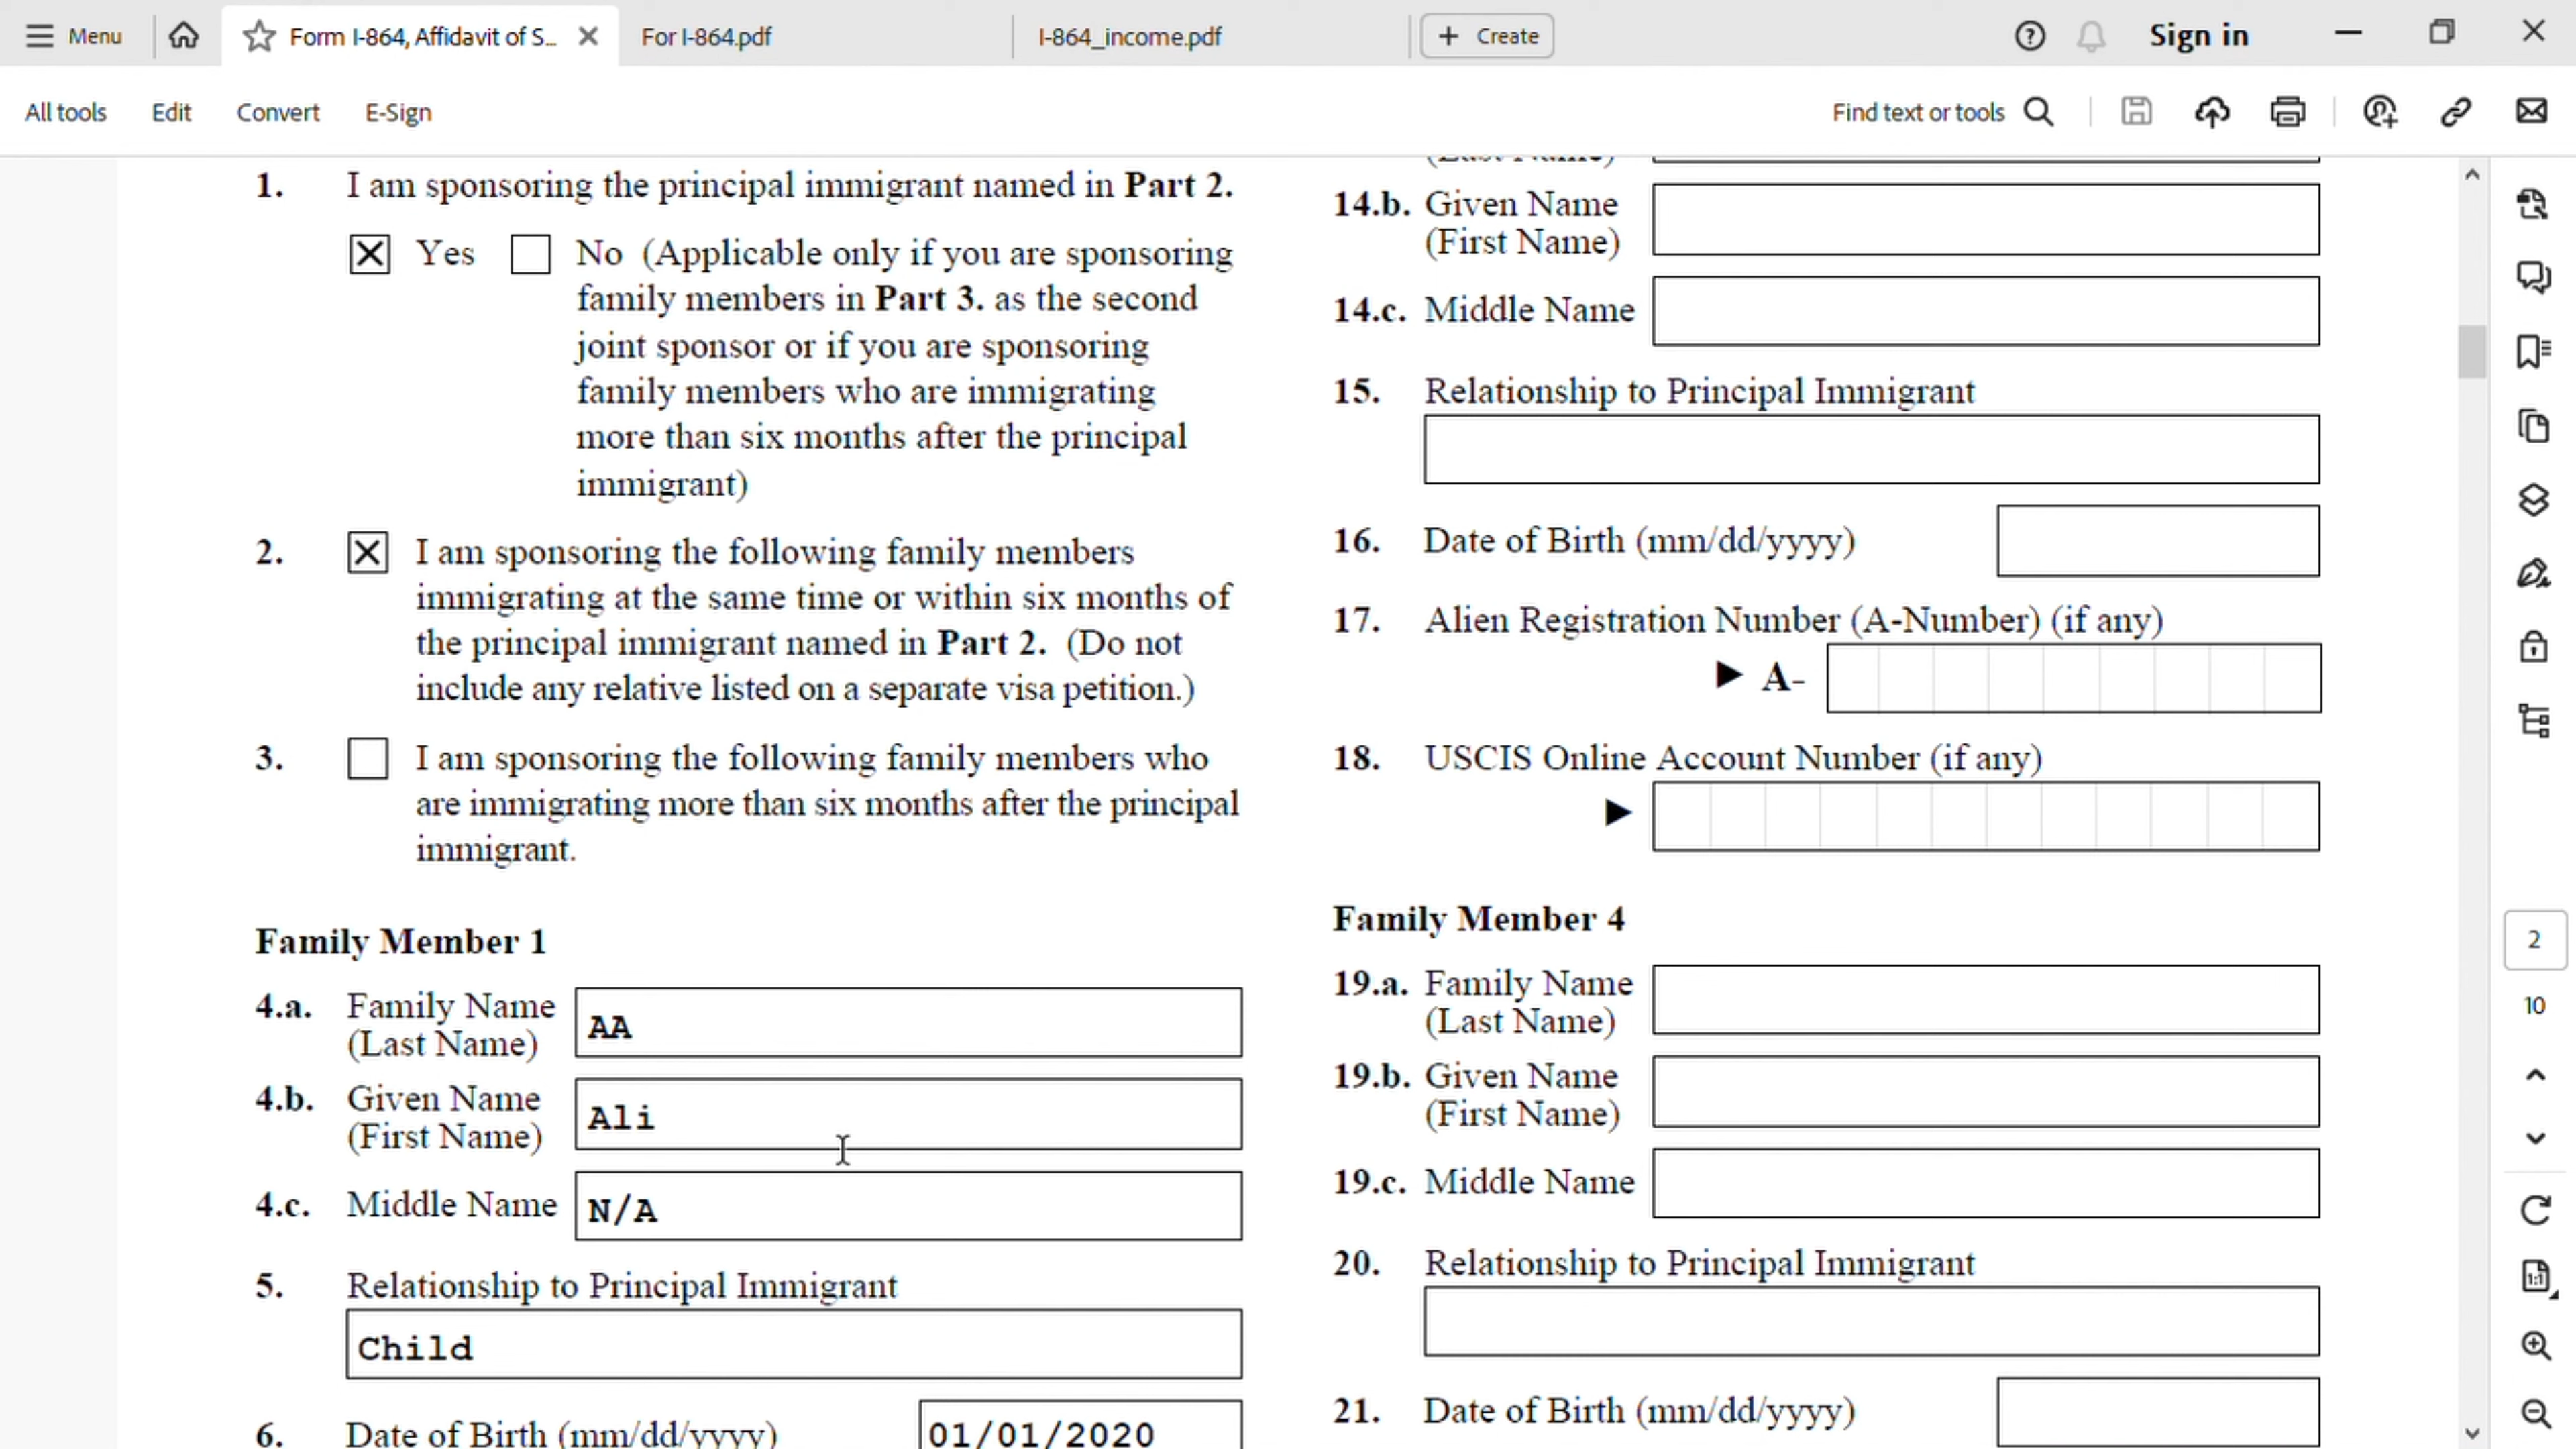 Menu
Form I-864, Affidavit of S...
For I-864.pdf
I-864_income.pdf
Create
Sign in
All tools
Edit
Convert
E-Sign
Find text or tools
1. I am sponsoring the principal immigrant named in Part 2.
Yes
No (Applicable only if you are sponsoring
family members in Part 3. as the second
joint sponsor or if you are sponsoring
family members who are immigrating
more than six months after the principal
immigrant)
2. I am sponsoring the following family members
immigrating at the same time or within six months of
the principal immigrant named in Part 2. (Do not
include any relative listed on a separate visa petition.)
3. I am sponsoring the following family members who
are immigrating more than six months after the principal
immigrant.
Family Member 1
4.a. Family Name
(Last Name)
AA
4.b. Given Name
(First Name)
Ali
4.c. Middle Name
N/A
5. Relationship to Principal Immigrant
Child
6. Date of Birth (mm/dd/yyyy)
01/01/2020
(Last Name)
14.b. Given Name
(First Name)
14.c. Middle Name
15. Relationship to Principal Immigrant
16. Date of Birth (mm/dd/yyyy)
17. Alien Registration Number (A-Number) (if any)
A-
18. USCIS Online Account Number (if any)
Family Member 4
19.a. Family Name
(Last Name)
19.b. Given Name
(First Name)
19.c. Middle Name
20. Relationship to Principal Immigrant
21. Date of Birth (mm/dd/yyyy)
2
10
1:1